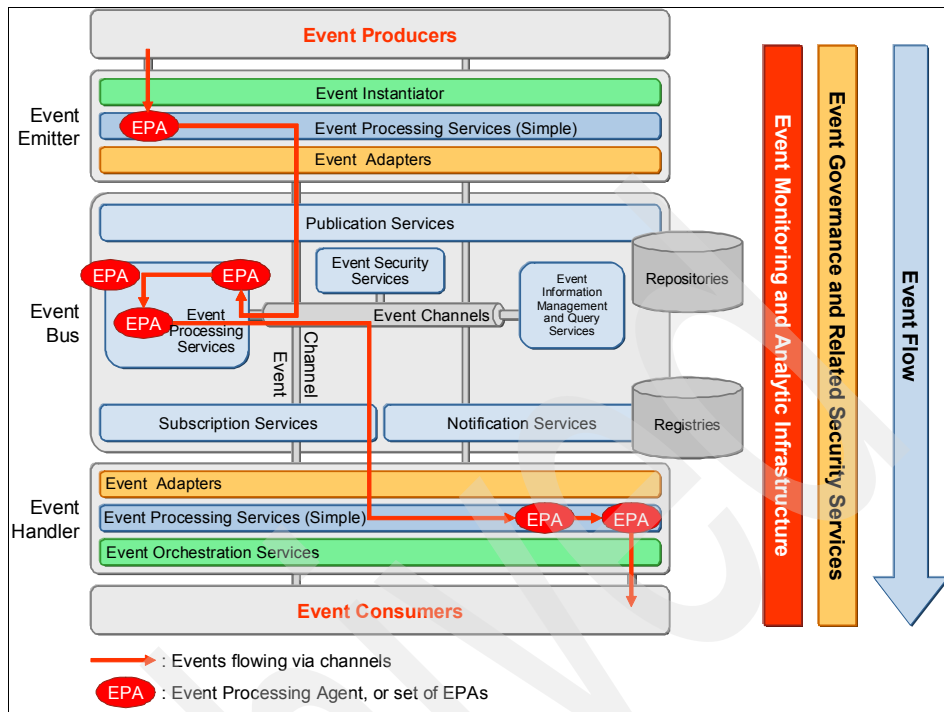 Event Producers
Event
Emitter
Event Instantiator
EPA
Event Processing Services (Simple)
Event Adapters
Event
Bus
Publication Services
EPA
EPA
EPA
Event
Processing
Services
Event Security
Services
Event Channels
Event
Information
Management
and Query
Services
Repositories
Channel
Event
Subscription Services
Notification Services
Registries
Event
Handler
Event Adapters
Event Processing Services (Simple)
EPA
EPA
Event Orchestration Services
Event Consumers
Event Monitoring and Analytic Infrastructure
Event Governance and Related Security Services
Event Flow
: Events flowing via channels
EPA
: Event Processing Agent, or set of EPAs